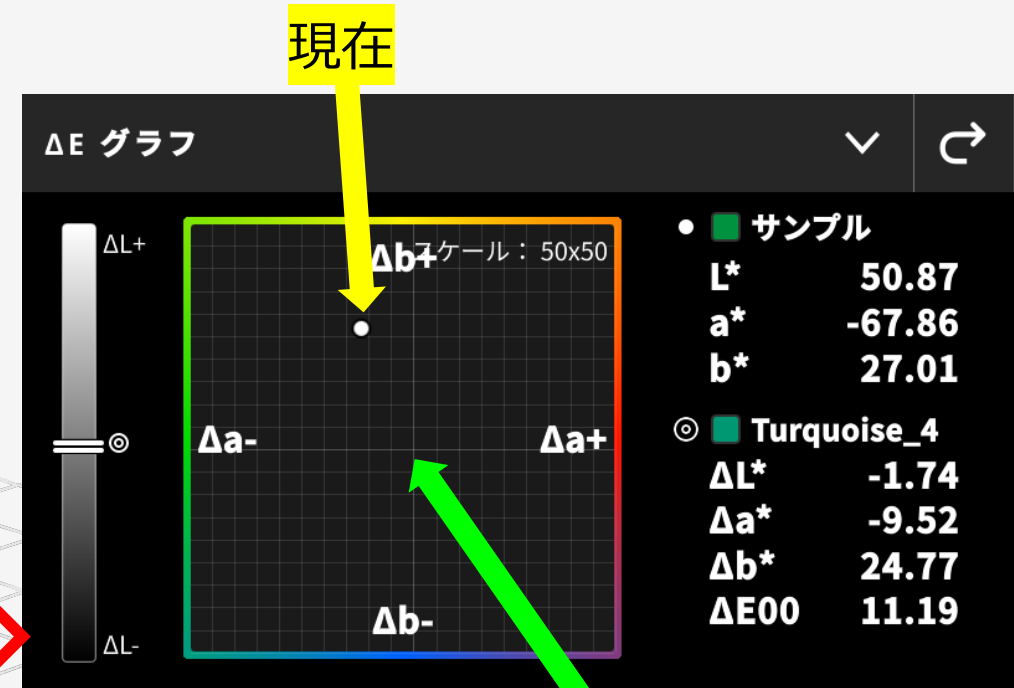 現在
ΔE グラフ
ΔL+
スケール： 50x50
Δb+
Δa-
Δa+
Δb-
ΔL-
サンプル
L* 50.87
a* -67.86
b* 27.01
Turquoise_4
ΔL* -1.74
Δa* -9.52
Δb* 24.77
ΔE00 11.19